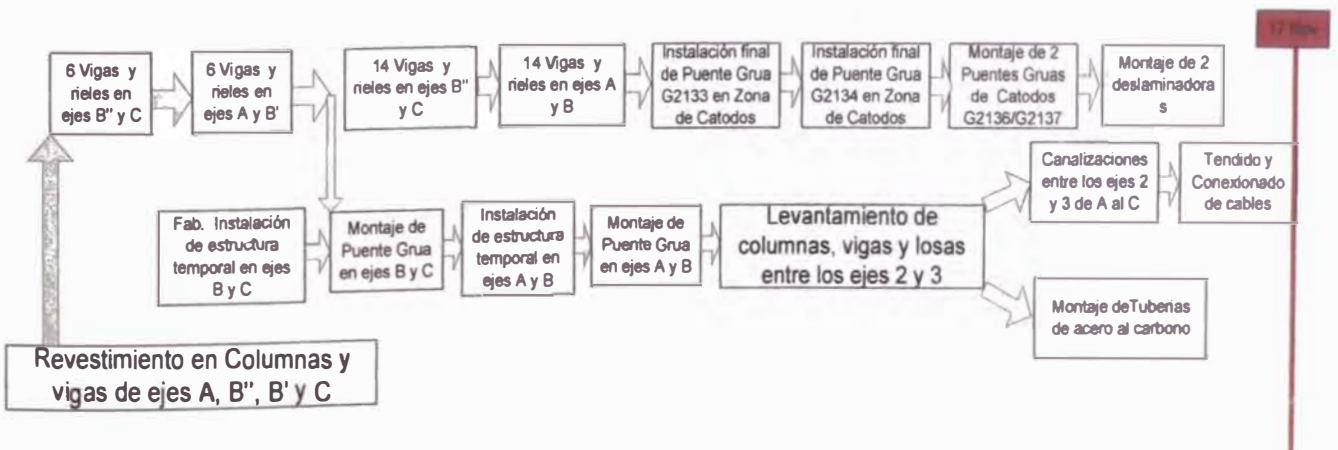 17 Nov
6 Vigas y
rieles en
ejes B" y C
6 Vigas y
rieles en
ejes A y B'
14 Vigas y
rieles en ejes B"
y C
14 Vigas y
rieles en ejes A
y B
Instalación final
de Puente Grua
G2133 en Zona
de Catodos
Instalación final
de Puente Grua
G2134 en Zona
de Catodos
Montaje de 2
Puentes Gruas
de Catodos
G2136/G2137
Montaje de 2
deslaminadora
s
Canalizaciones
entre los ejes 2
y 3 de A al C
Tendido y
Conexionado
de cables
Fab. Instalación
de estructura
temporal en ejes
B y C
Montaje de
Puente Grua
en ejes B y C
Instalación
de estructura
temporal en
ejes A y B
Montaje de
Puente Grua
en ejes A y B
Levantamiento de
columnas, vigas y losas
entre los ejes 2 y 3
Montaje deTuberias
de acero al carbono
Revestimiento en Columnas y
vigas de ejes A, B", B' y C